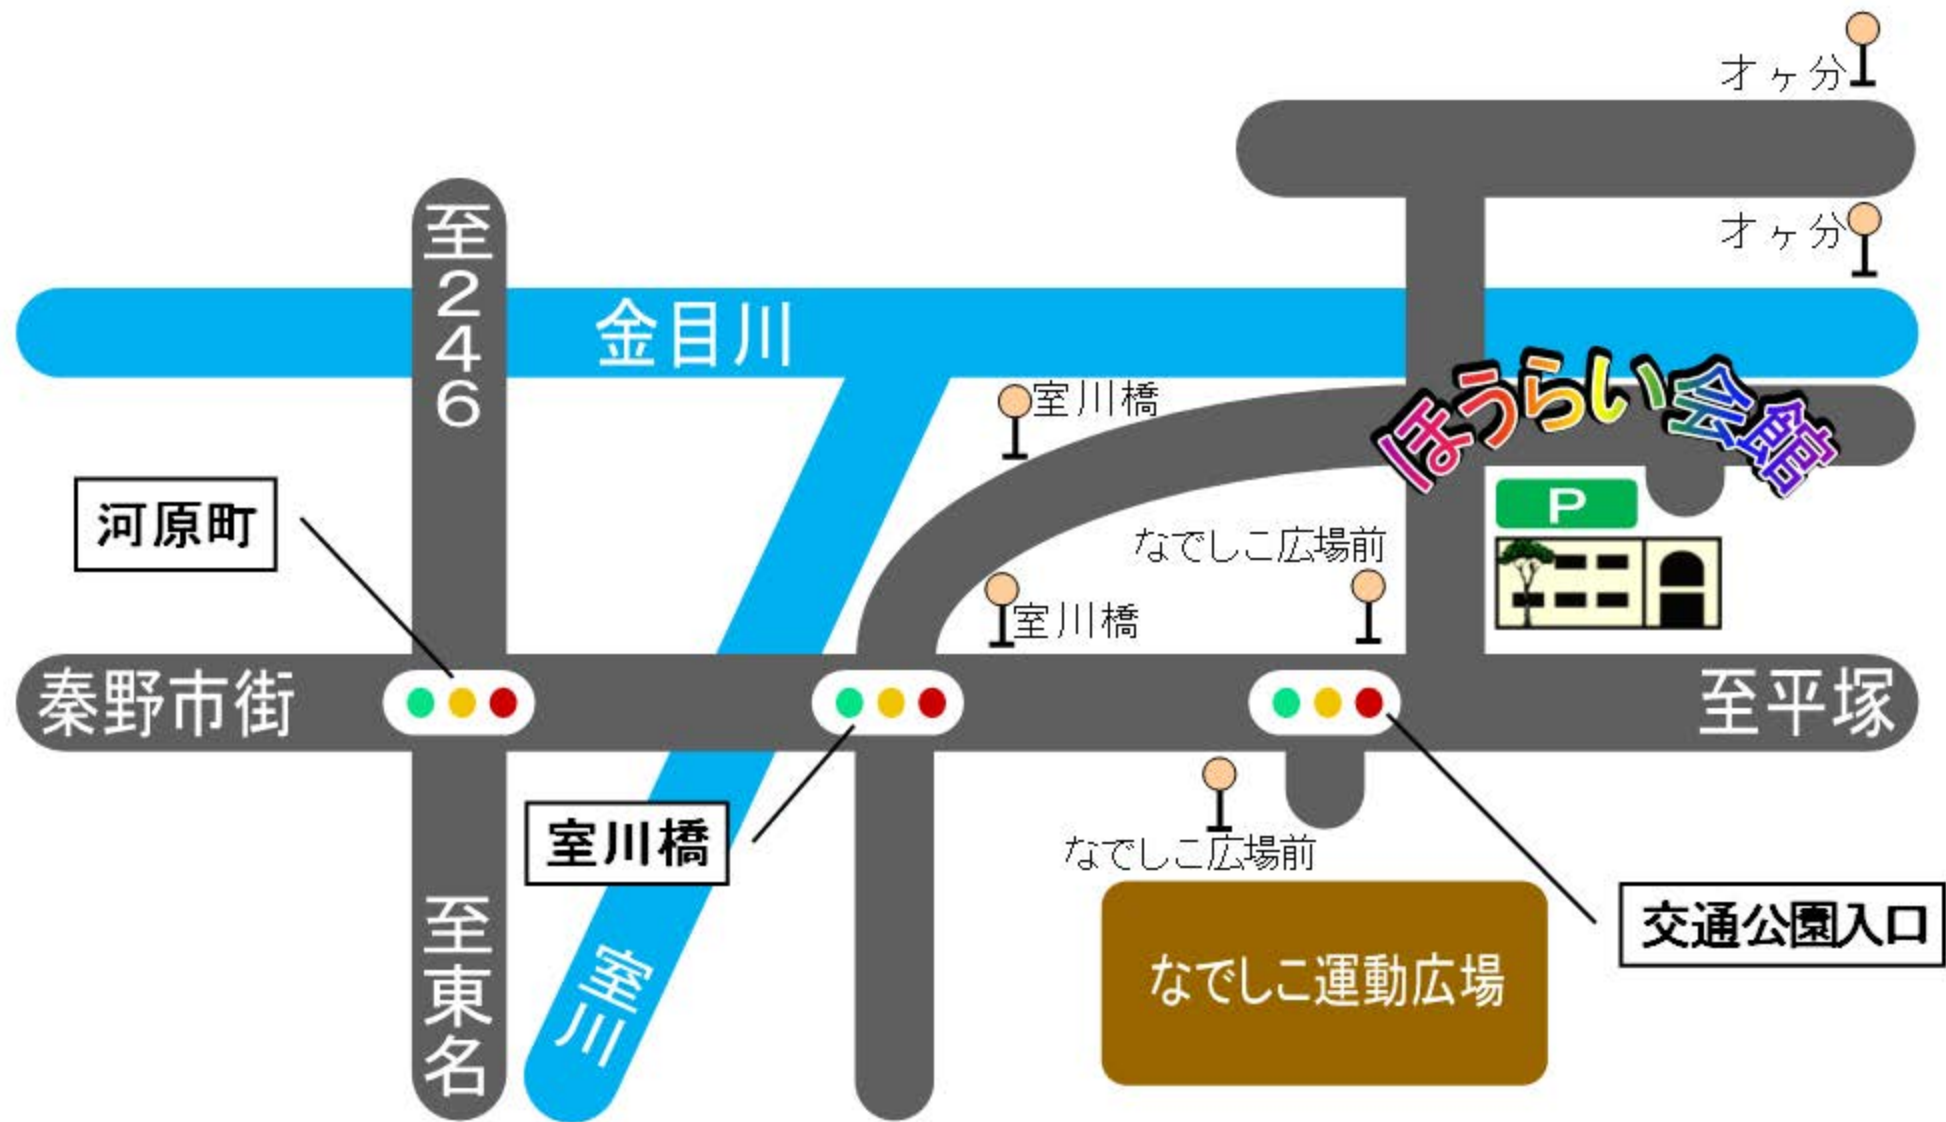 才ヶ分
至246
才ヶ分
金目川
室川橋
ほうらい会館
河原町
P
なでしこ広場前
室川橋
秦野市街
至平塚
室川橋
なでしこ広場前
至東名
交通公園入口
室川
なでしこ運動広場